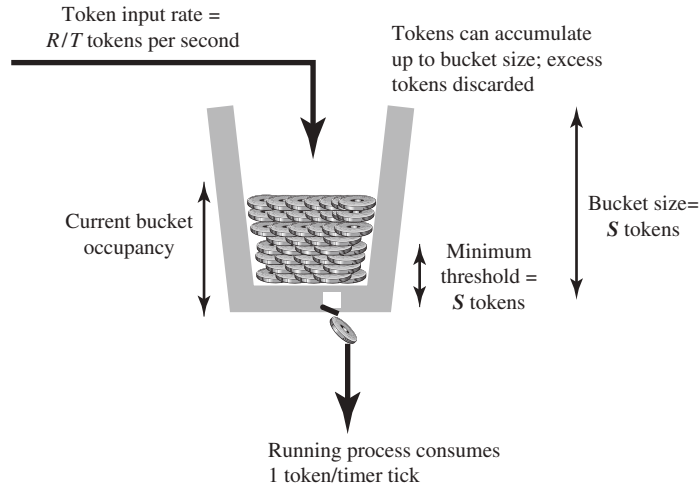 Token input rate =
R/T tokens per second
Tokens can accumulate
up to bucket size; excess
tokens discarded
Current bucket
occupancy
Minimum
threshold =
S tokens
Bucket size=
S tokens
Running process consumes
1 token/timer tick